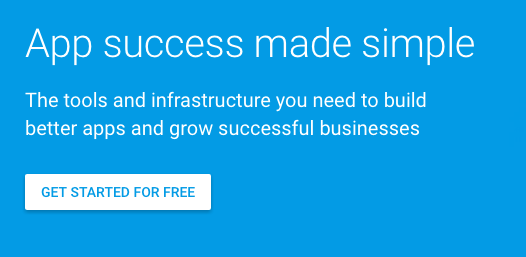 App success made simple
The tools and infrastructure you need to build
better apps and grow successful businesses
GET STARTED FOR FREE